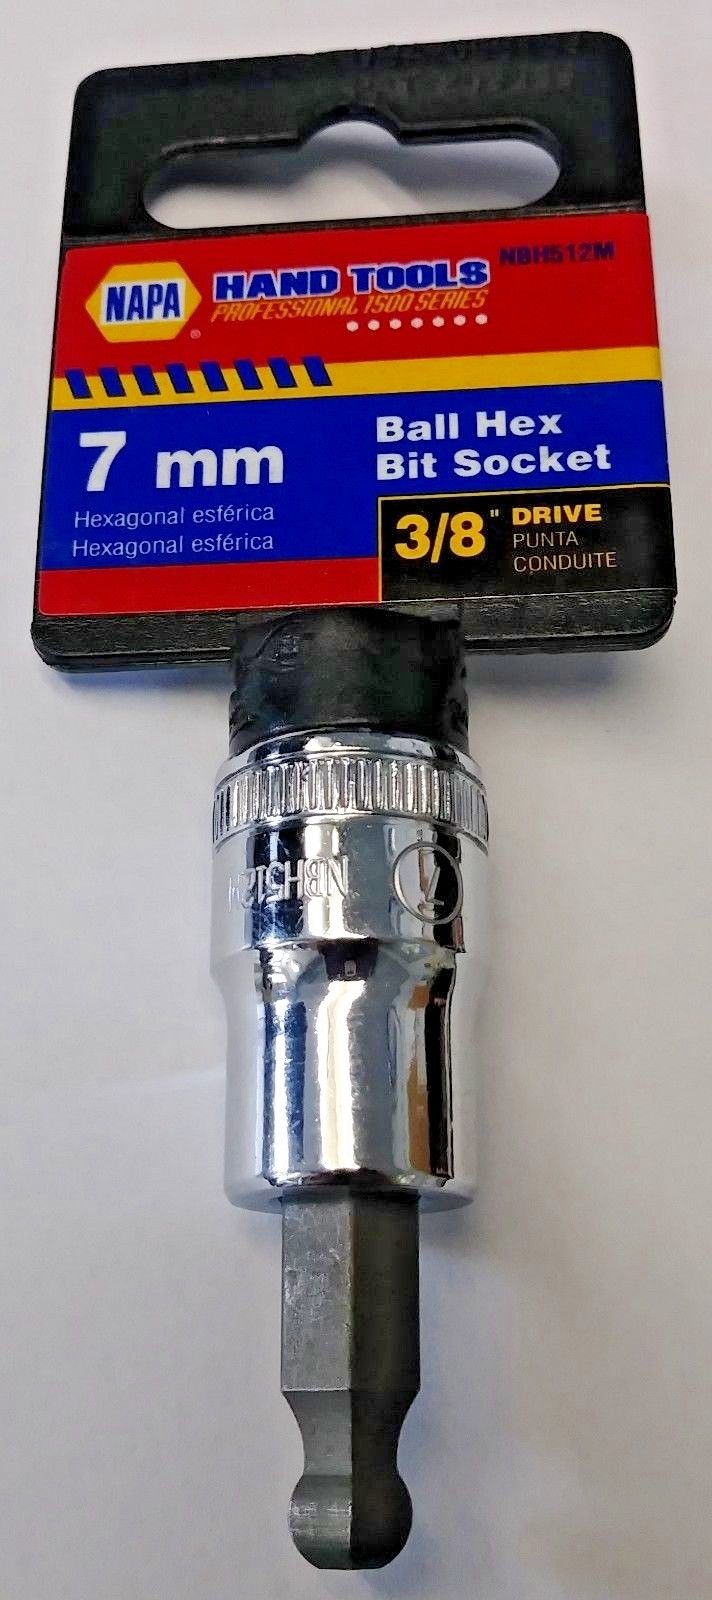 NBH512M
NAPA
HAND TOOLS
PROFESSIONAL 1500 SERIES
7 mm
Ball Hex
Bit Socket
Hexagonal esférica
Hexagonal esférica
3/8" DRIVE
PUNTA
CONDUITE
NBH512M
7